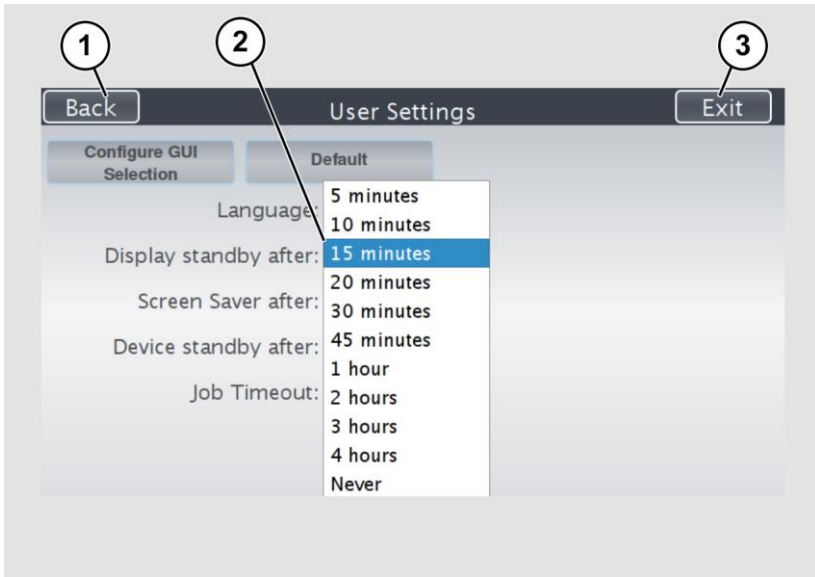 1
2
3
Back
User Settings
Exit
Configure GUI
Selection
Default
Language:
Display standby after:
Screen Saver after:
Device standby after:
Job Timeout:
5 minutes
10 minutes
15 minutes
20 minutes
30 minutes
45 minutes
1 hour
2 hours
3 hours
4 hours
Never